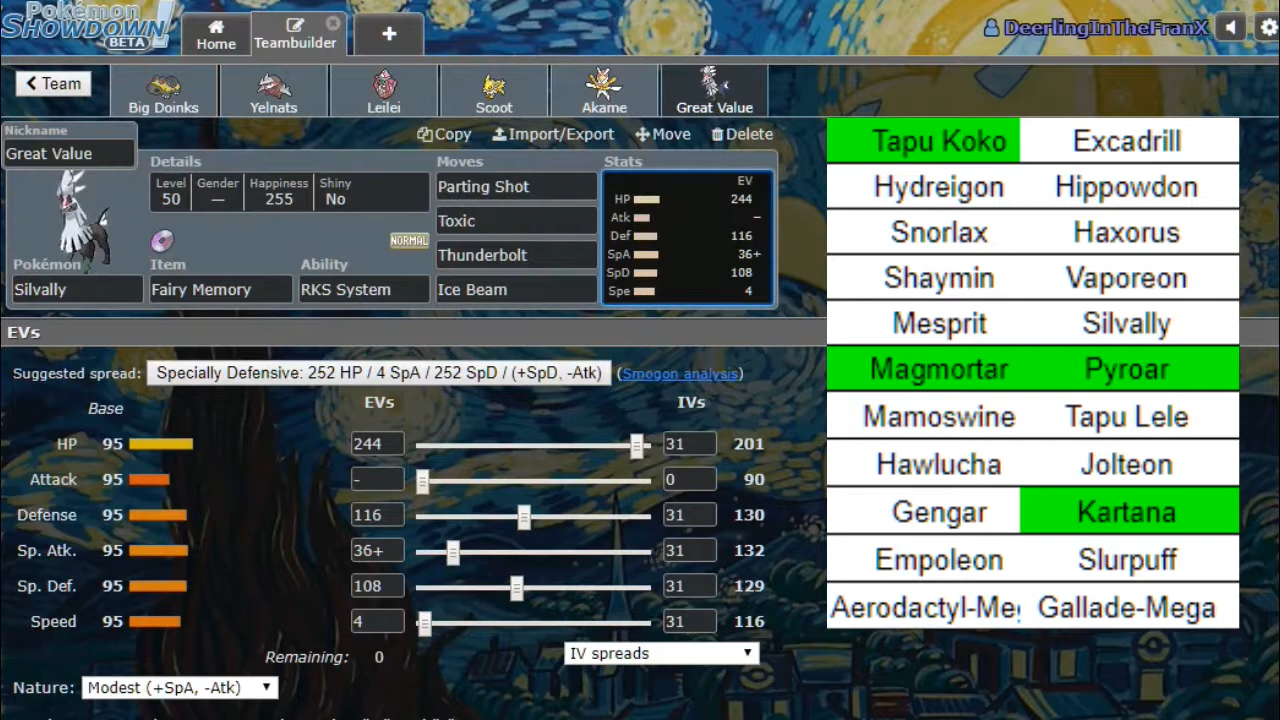 Pokémon
SHOWDOWN!
BETA
Home
Teambuilder
+
DeerlingInTheFranX
< Team
Big Doinks
Yelnats
Leilei
Scoot
Akame
Great Value
Copy
Import/Export
Move
Delete
Nickname
Great Value
Details
Moves
Stats
Level
50
Gender
—
Happiness
255
Shiny
No
NORMAL
Pokémon
Silvally
Item
Fairy Memory
Ability
RKS System
Parting Shot
Toxic
Thunderbolt
Ice Beam
EV
HP 244
Atk –
Def 116
SpA 36+
SpD 108
Spe 4
Tapu Koko Excadrill
Hydreigon Hippowdon
Snorlax Haxorus
Shaymin Vaporeon
Mesprit Silvally
Magmortar Pyroar
Mamoswine Tapu Lele
Hawlucha Jolteon
Gengar Kartana
Empoleon Slurpuff
Aerodactyl-Me Gallade-Mega
EVs
Suggested spread: Specially Defensive: 252 HP / 4 SpA / 252 SpD / (+SpD, -Atk) (Smogon analysis)
Base EVs IVs
HP 95 244 31 201
Attack 95 - 0 90
Defense 95 116 31 130
Sp. Atk. 95 36+ 31 132
Sp. Def. 95 108 31 129
Speed 95 4 31 116
Remaining: 0
IV spreads
Nature: Modest (+SpA, -Atk)